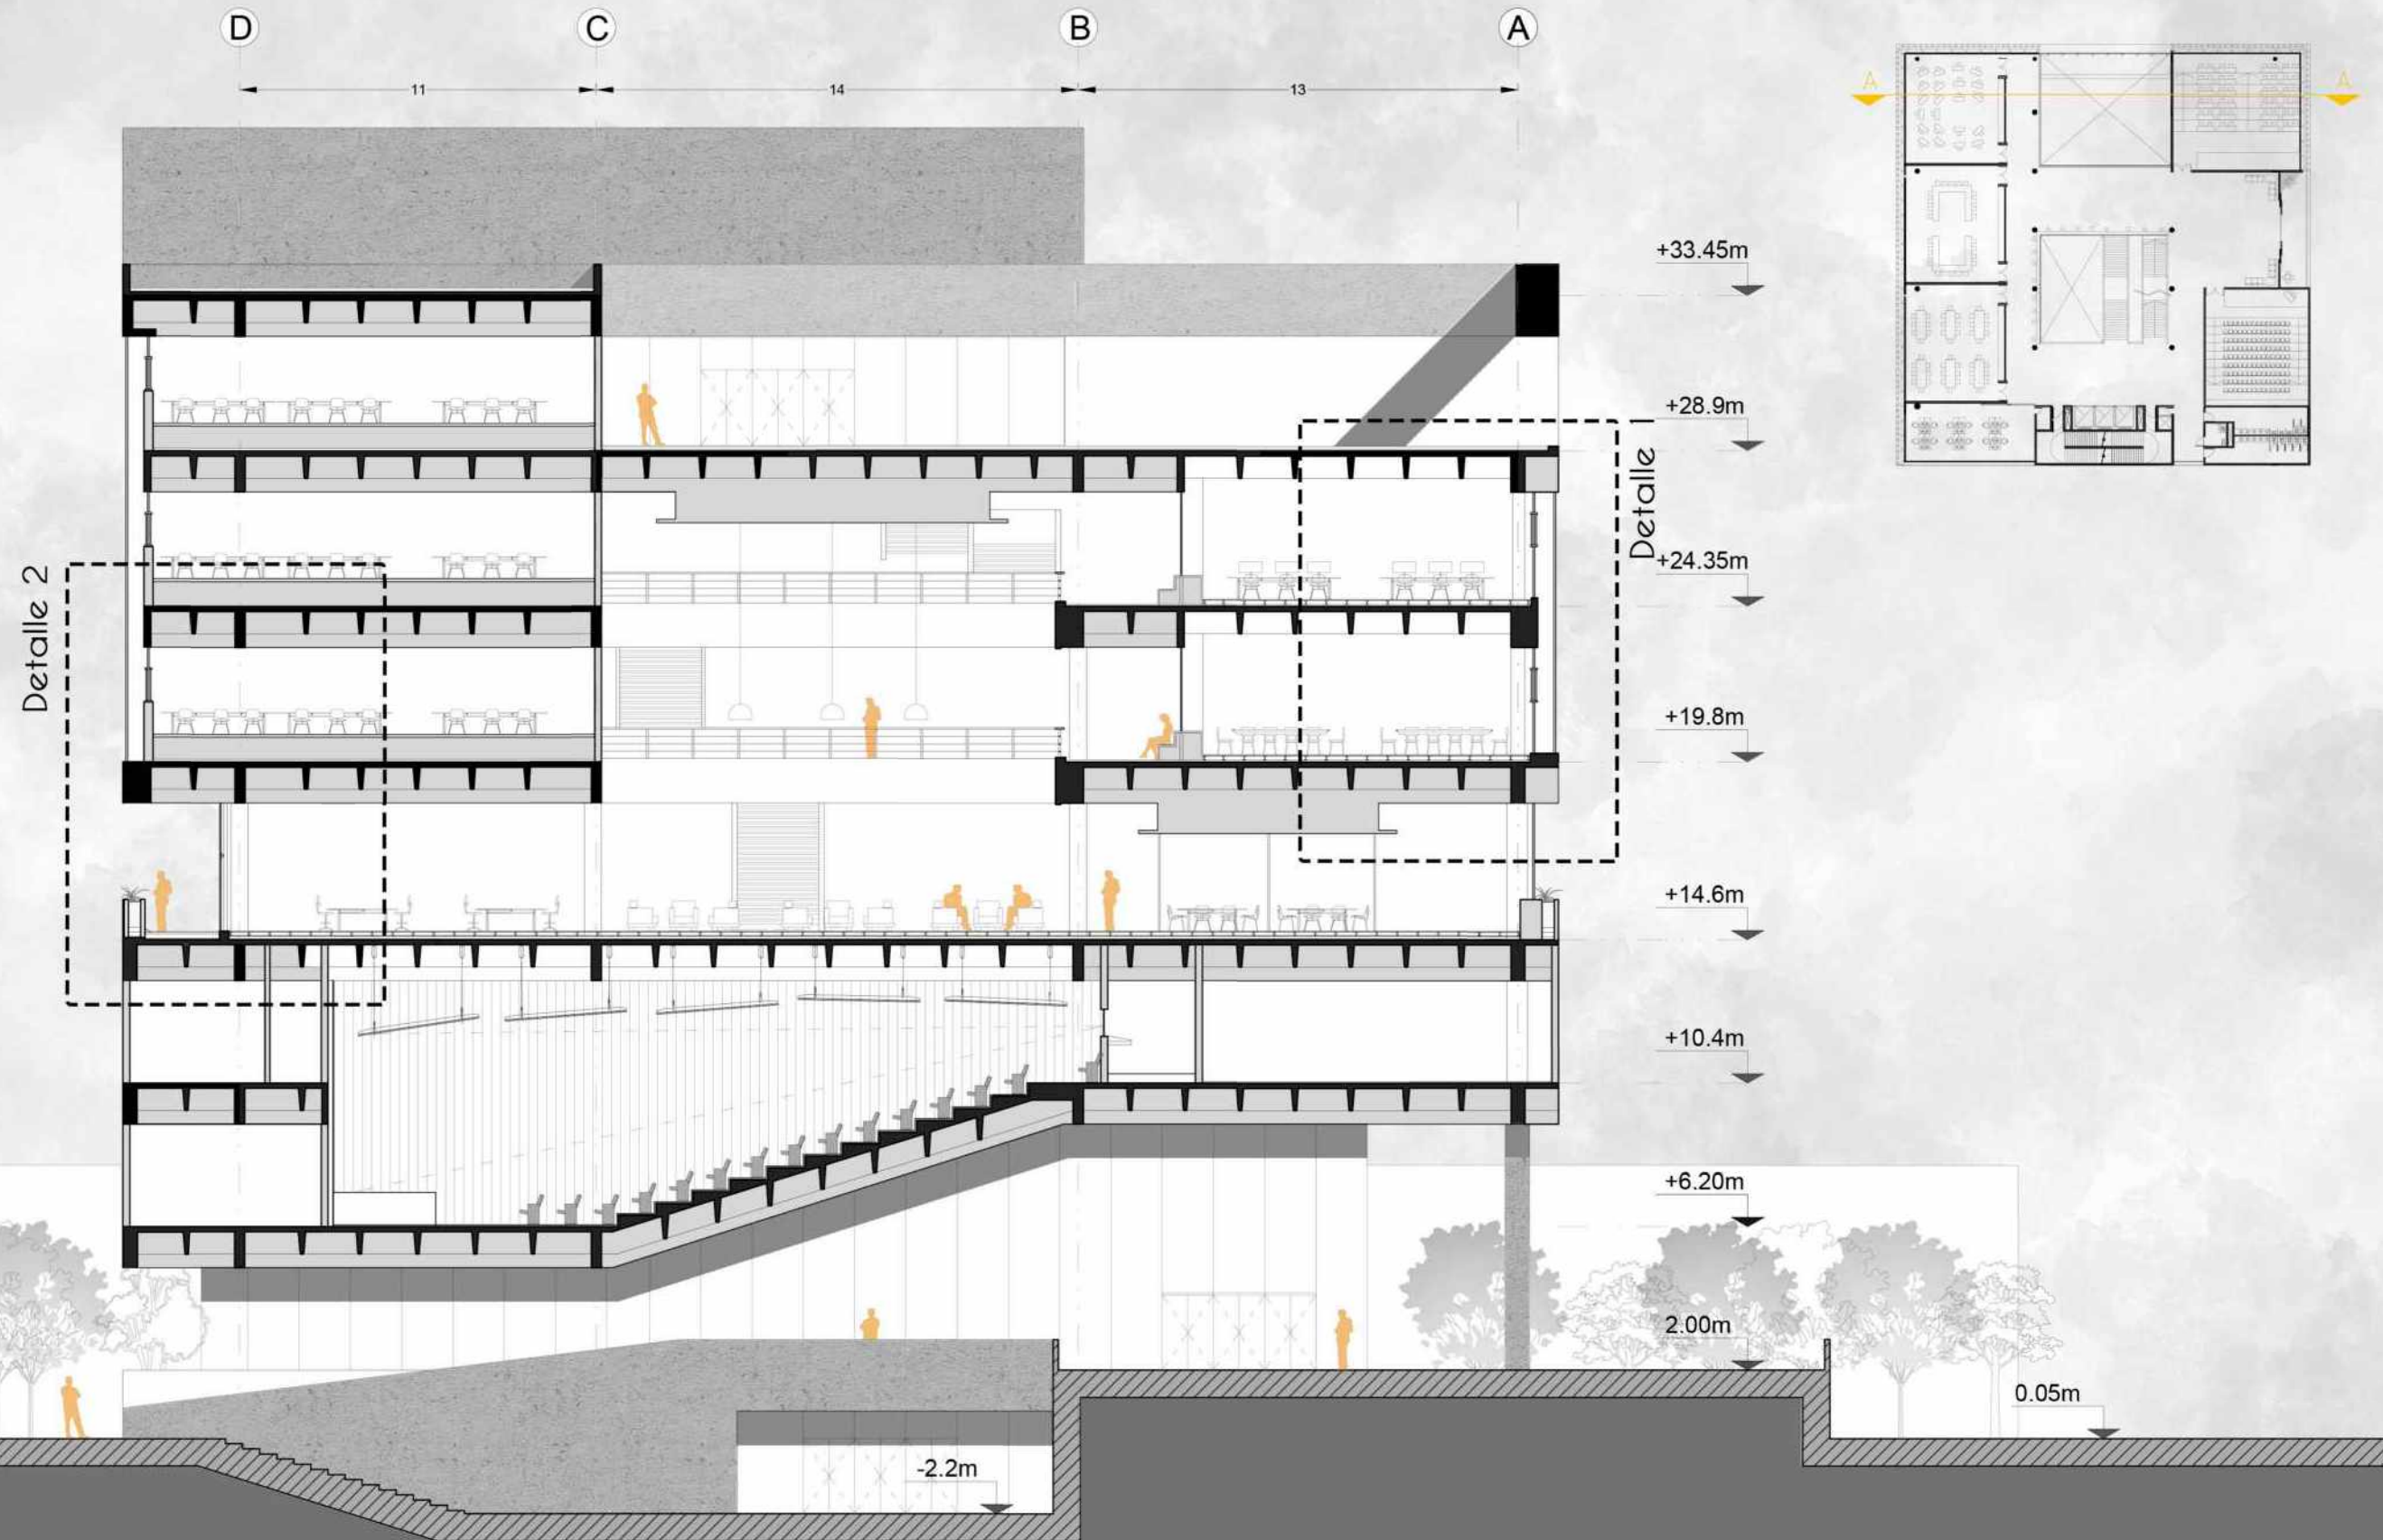 D C B A
11 14 13
A A
+33.45m
+28.9m
Detalle 1
+24.35m
Detalle 2
+19.8m
+14.6m
+10.4m
+6.20m
2.00m
0.05m
-2.2m